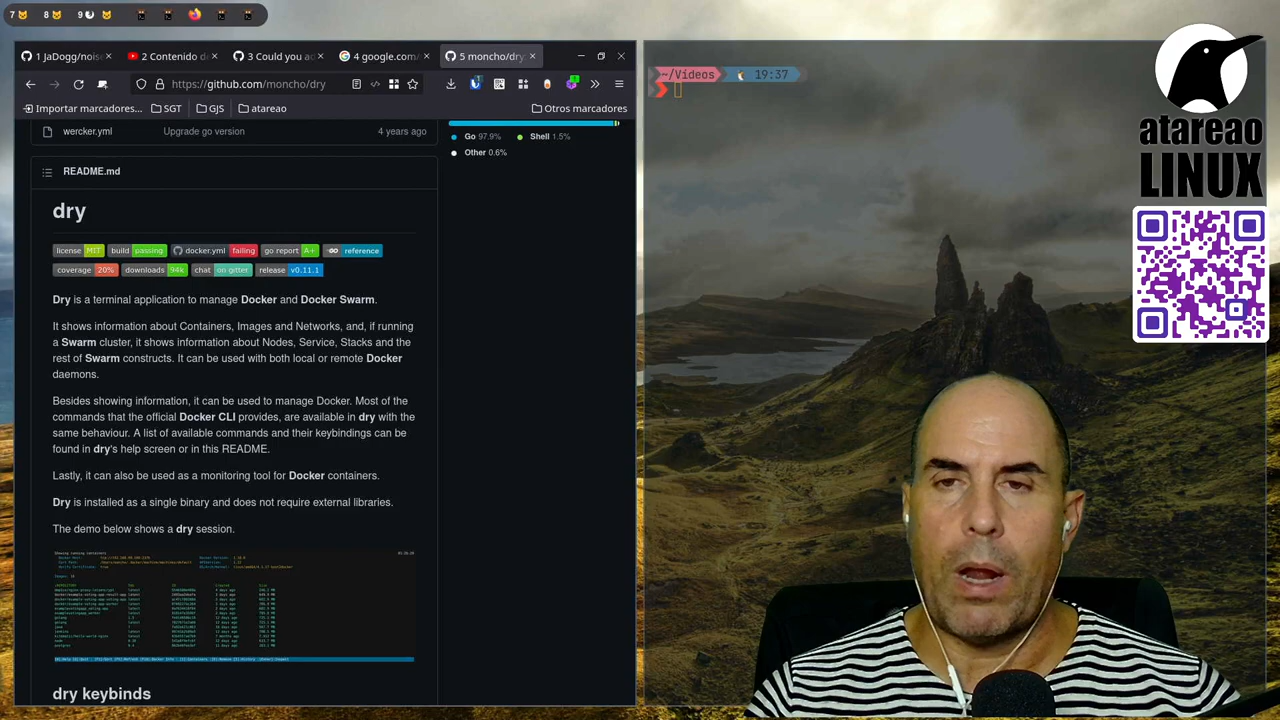 7 8 9
1 JaDogg/nois
2 Contenido d
3 Could you a
4 google.com/
5 moncho/dry
https://github.com/moncho/dry
Importar marcadores...
SGT
GJS
atareao
Otros marcadores
wercker.yml Upgrade go version 4 years ago
Go 97.9% Shell 1.5%
Other 0.6%
README.md
dry
license MIT build passing docker.yml failing go report A+ GO reference
coverage 20% downloads 94k chat on gitter release v0.11.1
Dry is a terminal application to manage Docker and Docker Swarm.
It shows information about Containers, Images and Networks, and, if running
a Swarm cluster, it shows information about Nodes, Service, Stacks and the
rest of Swarm constructs. It can be used with both local or remote Docker
daemons.
Besides showing information, it can be used to manage Docker. Most of the
commands that the official Docker CLI provides, are available in dry with the
same behaviour. A list of available commands and their keybindings can be
found in dry's help screen or in this README.
Lastly, it can also be used as a monitoring tool for Docker containers.
Dry is installed as a single binary and does not require external libraries.
The demo below shows a dry session.
dry keybinds
~/Videos 19:37
atareao
LINUX